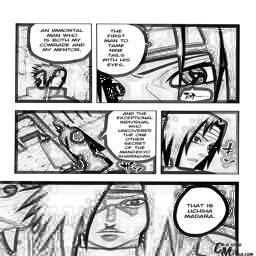 AN IMMORTAL
MAN WHO
IS BOTH MY
COMRADE AND
MY MENTOR.
THE
FIRST
MAN TO
TAME
NINE
TAILS
WITH HIS
EYES.
AND THE
EXCEPTIONAL
INDIVIDUAL
WHO
UNCOVERED
THE ONE
OTHER
SECRET
OF THE
MANGEKYO
SHARINGAN.
THAT IS
UCHIHA
MADARA.